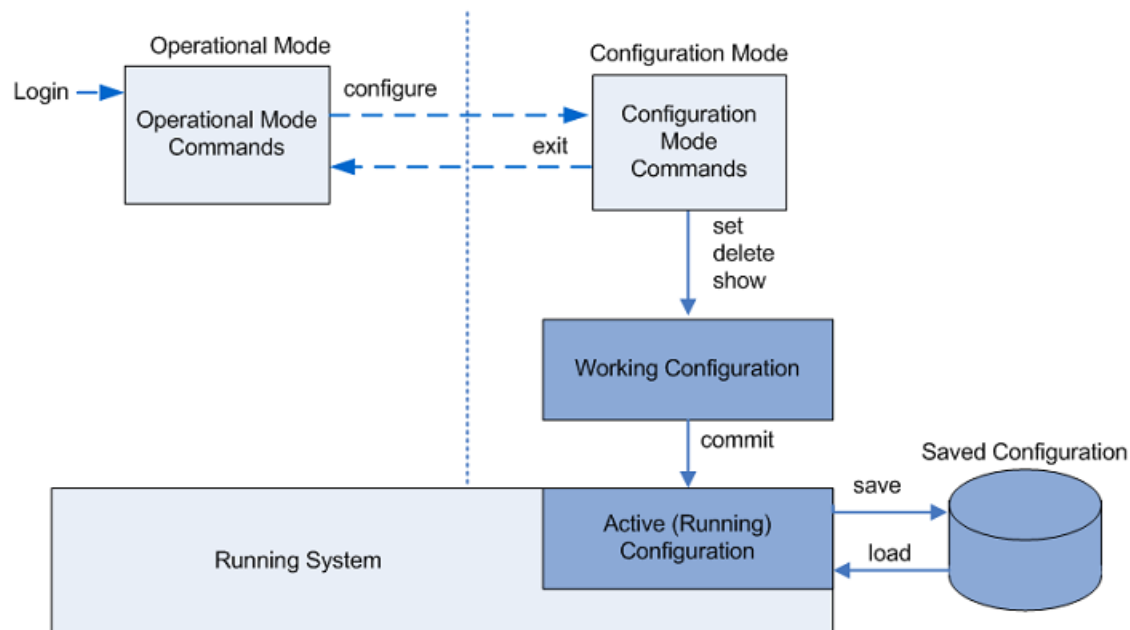 Operational Mode
Configuration Mode
Login
configure
Operational Mode
Commands
Configuration
Mode
Commands
exit
set
delete
show
Working Configuration
commit
Saved Configuration
save
Active (Running)
Configuration
Running System
load